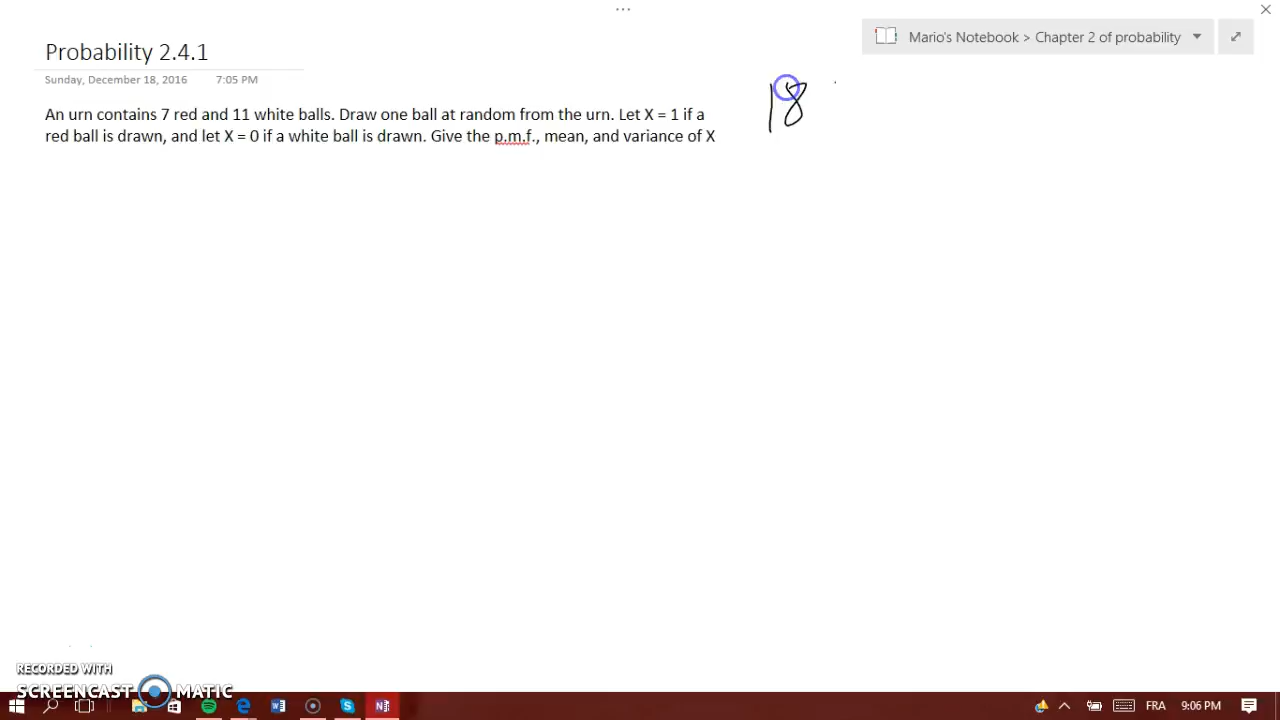 ...
Mario's Notebook > Chapter 2 of probability
Probability 2.4.1
Sunday, December 18, 2016 7:05 PM
An urn contains 7 red and 11 white balls. Draw one ball at random from the urn. Let X = 1 if a
red ball is drawn, and let X = 0 if a white ball is drawn. Give the p.m.f., mean, and variance of X
18
RECORDED WITH
SCREENCAST MATIC
FRA 9:06 PM